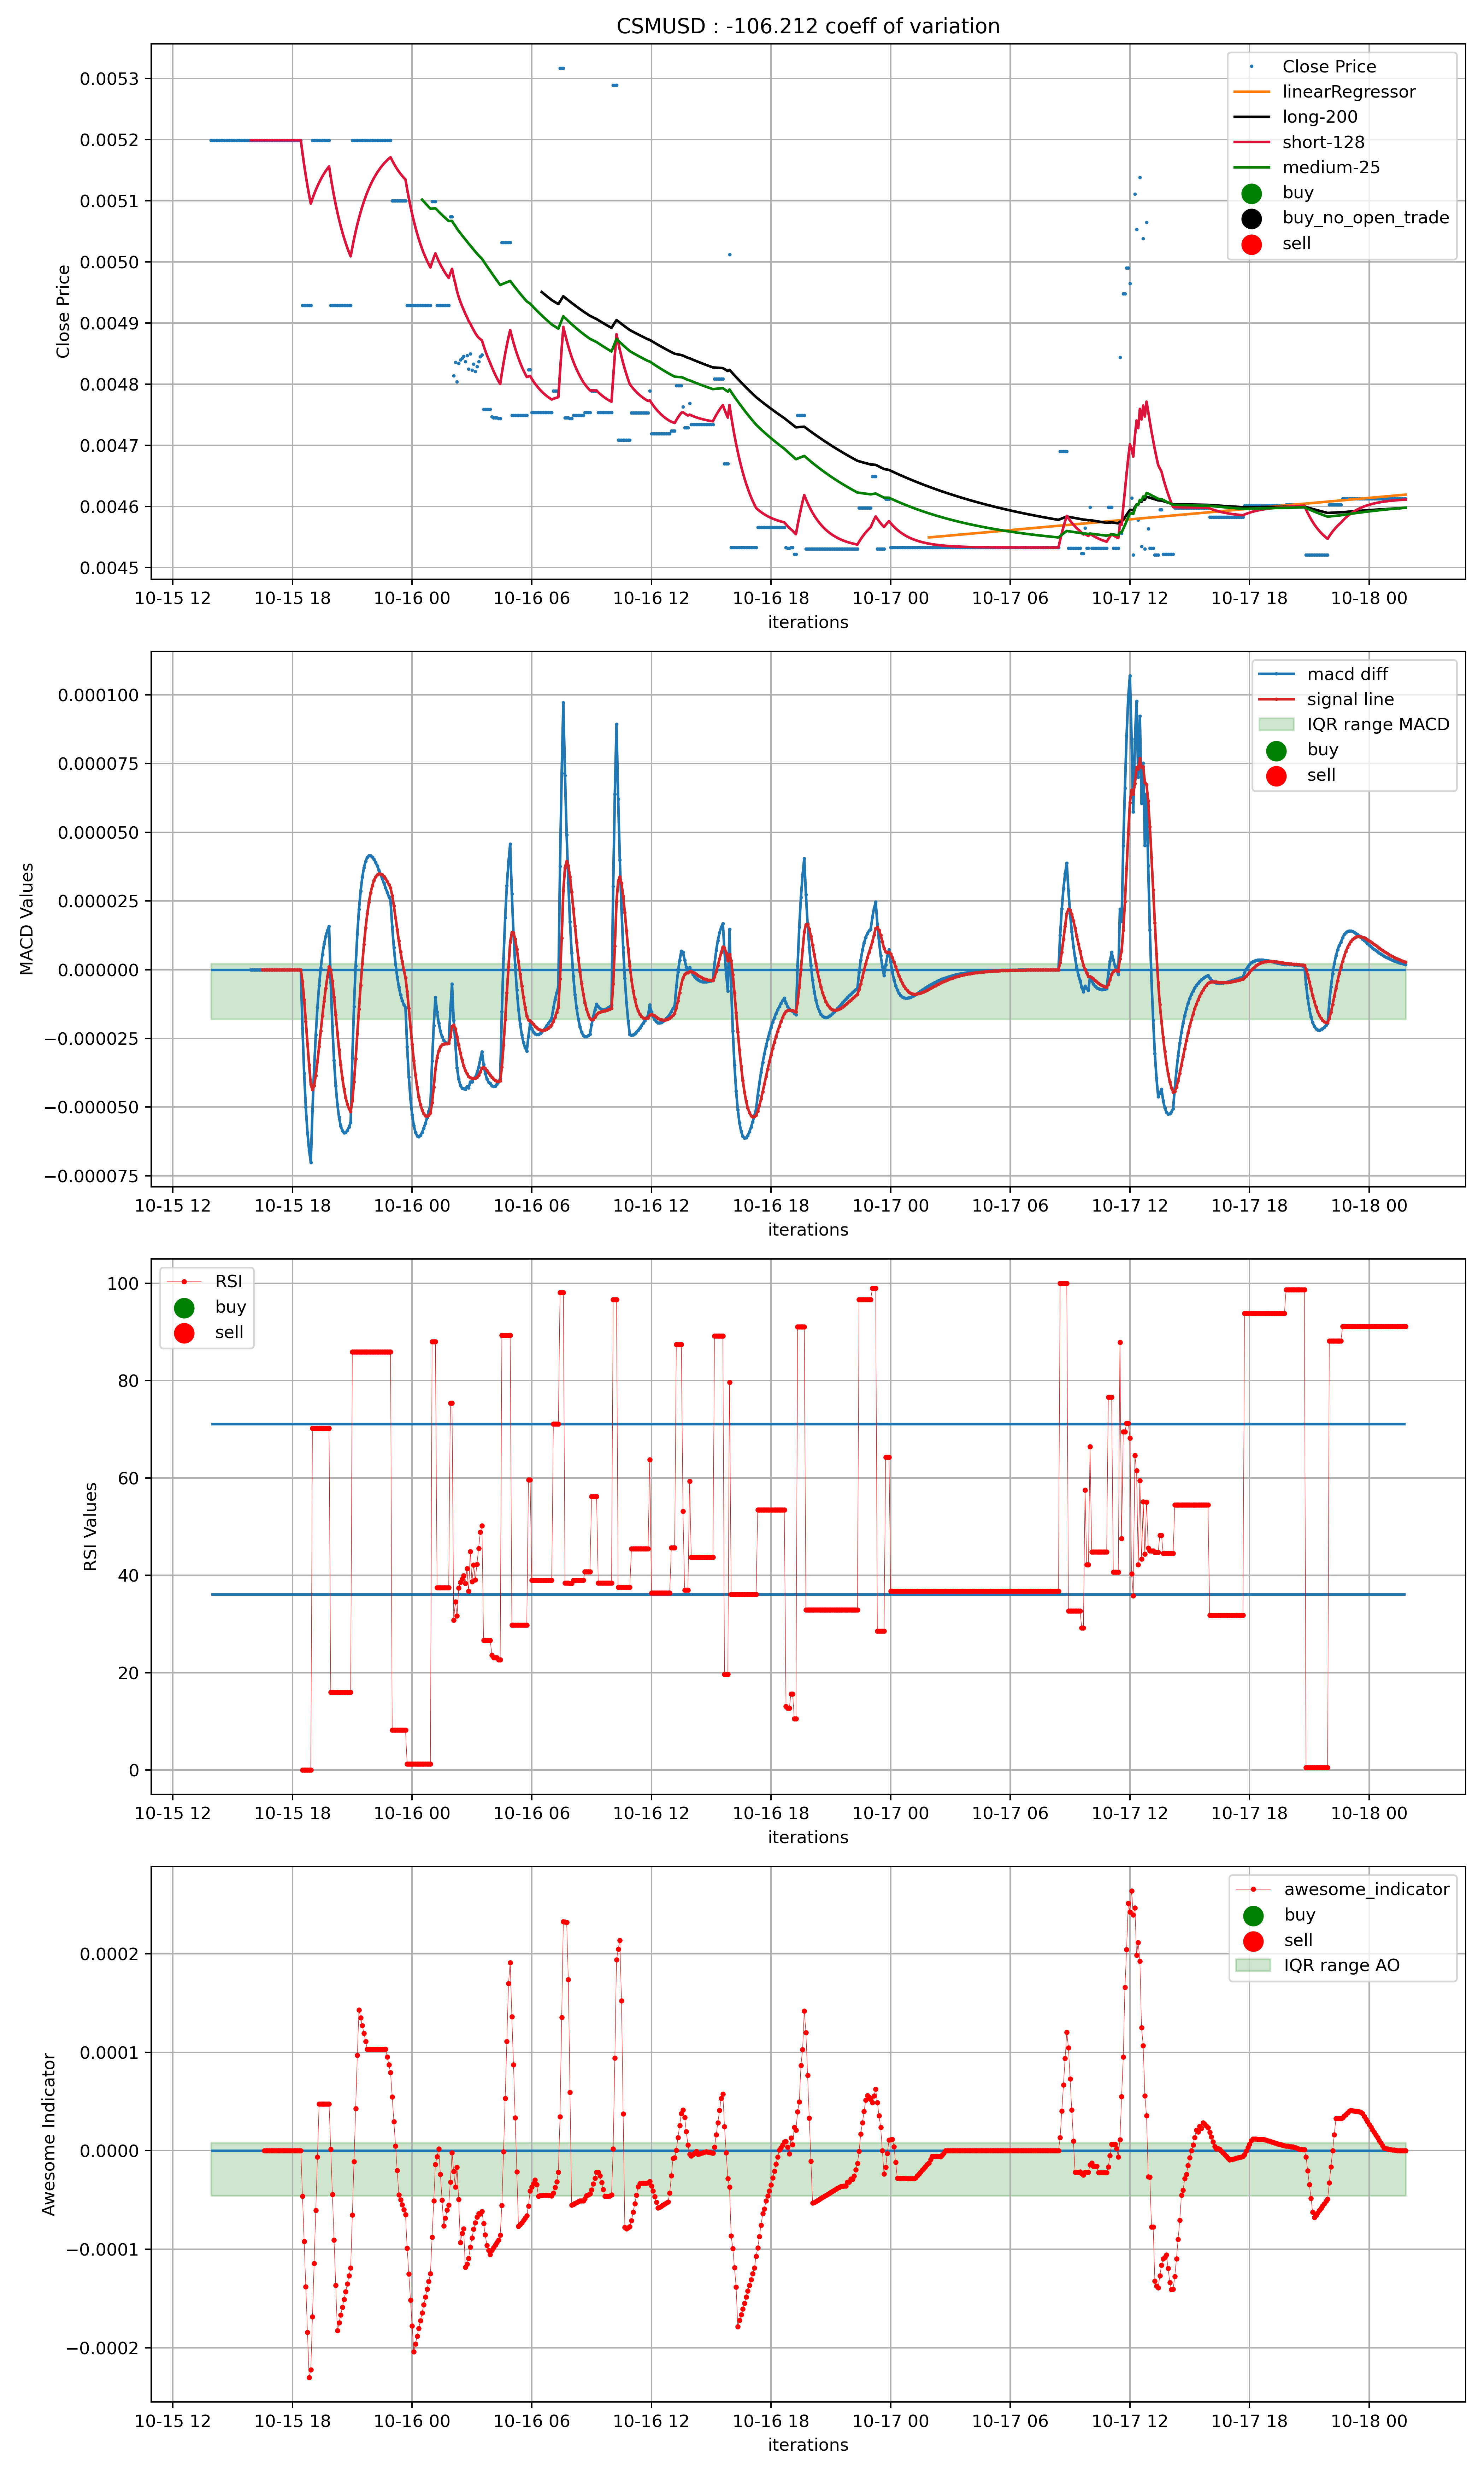 CSMUSD : -106.212 coeff of variation
Close Price
0.0053
0.0052
0.0051
0.0050
0.0049
0.0048
0.0047
0.0046
0.0045
Close Price
linearRegressor
long-200
short-128
medium-25
buy
buy_no_open_trade
sell
10-15 12 10-15 18 10-16 00 10-16 06 10-16 12 10-16 18 10-17 00 10-17 06 10-17 12 10-17 18 10-18 00
iterations
MACD Values
0.000100
0.000075
0.000050
0.000025
0.000000
−0.000025
−0.000050
−0.000075
macd diff
signal line
IQR range MACD
buy
sell
10-15 12 10-15 18 10-16 00 10-16 06 10-16 12 10-16 18 10-17 00 10-17 06 10-17 12 10-17 18 10-18 00
iterations
RSI Values
100
80
60
40
20
0
RSI
buy
sell
10-15 12 10-15 18 10-16 00 10-16 06 10-16 12 10-16 18 10-17 00 10-17 06 10-17 12 10-17 18 10-18 00
iterations
Awesome Indicator
0.0002
0.0001
0.0000
−0.0001
−0.0002
awesome_indicator
buy
sell
IQR range AO
10-15 12 10-15 18 10-16 00 10-16 06 10-16 12 10-16 18 10-17 00 10-17 06 10-17 12 10-17 18 10-18 00
iterations